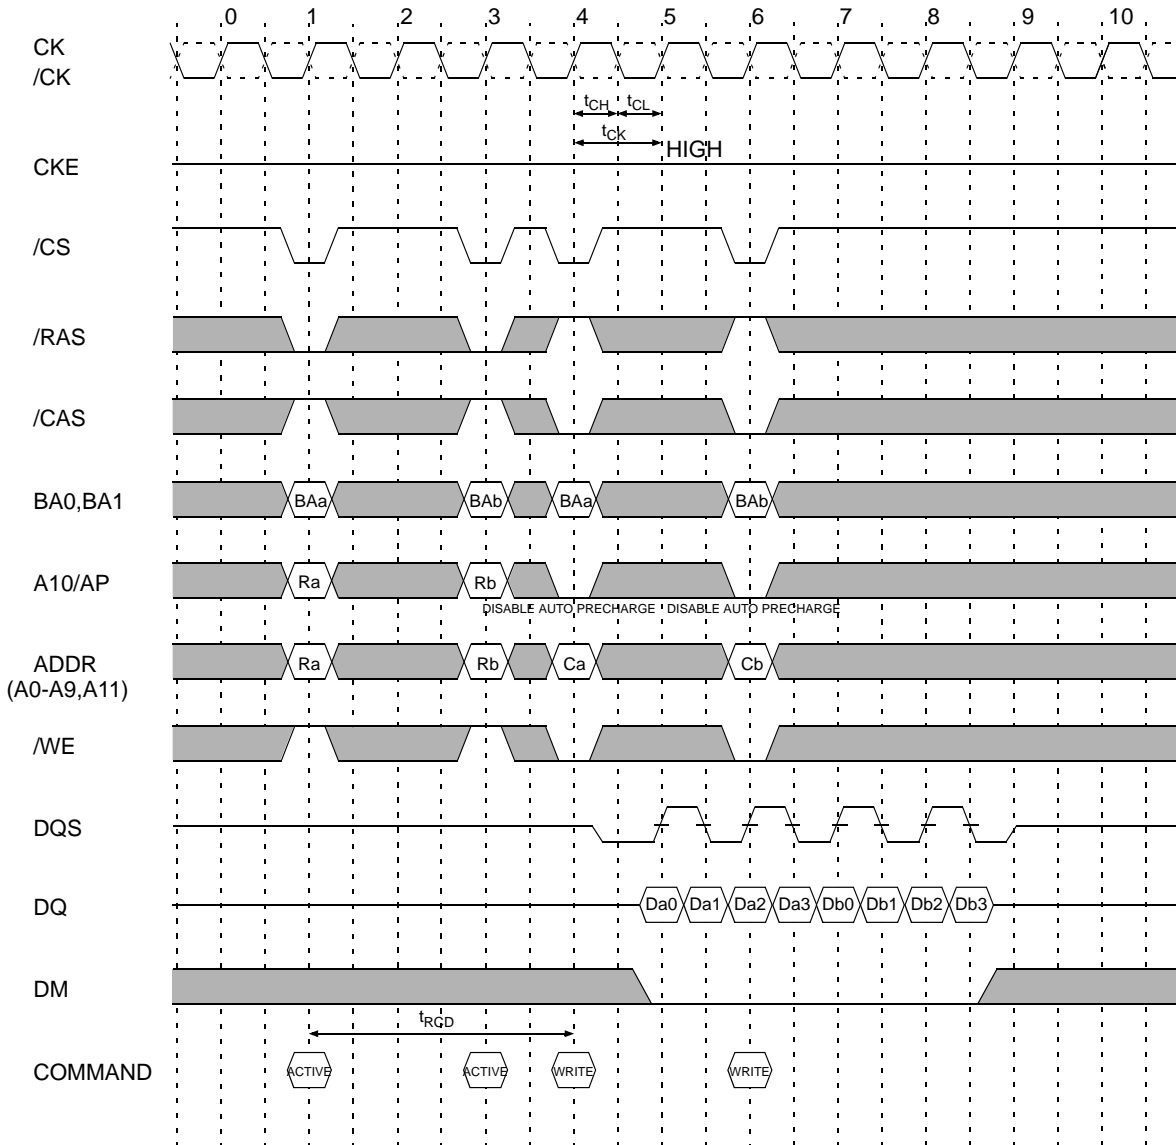 0 1 2 3 4 5 6 7 8 9 10
CK
/CK
tCH tCL
tCK
HIGH
CKE
/CS
/RAS
/CAS
BA0,BA1 BAa BAb BAa BAb
A10/AP Ra Rb
DISABLE AUTO PRECHARGE DISABLE AUTO PRECHARGE
ADDR Ra Rb Ca Cb
(A0-A9,A11)
/WE
DQS
DQ Da0 Da1 Da2 Da3 Db0 Db1 Db2 Db3
DM
tRCD
COMMAND ACTIVE ACTIVE WRITE WRITE